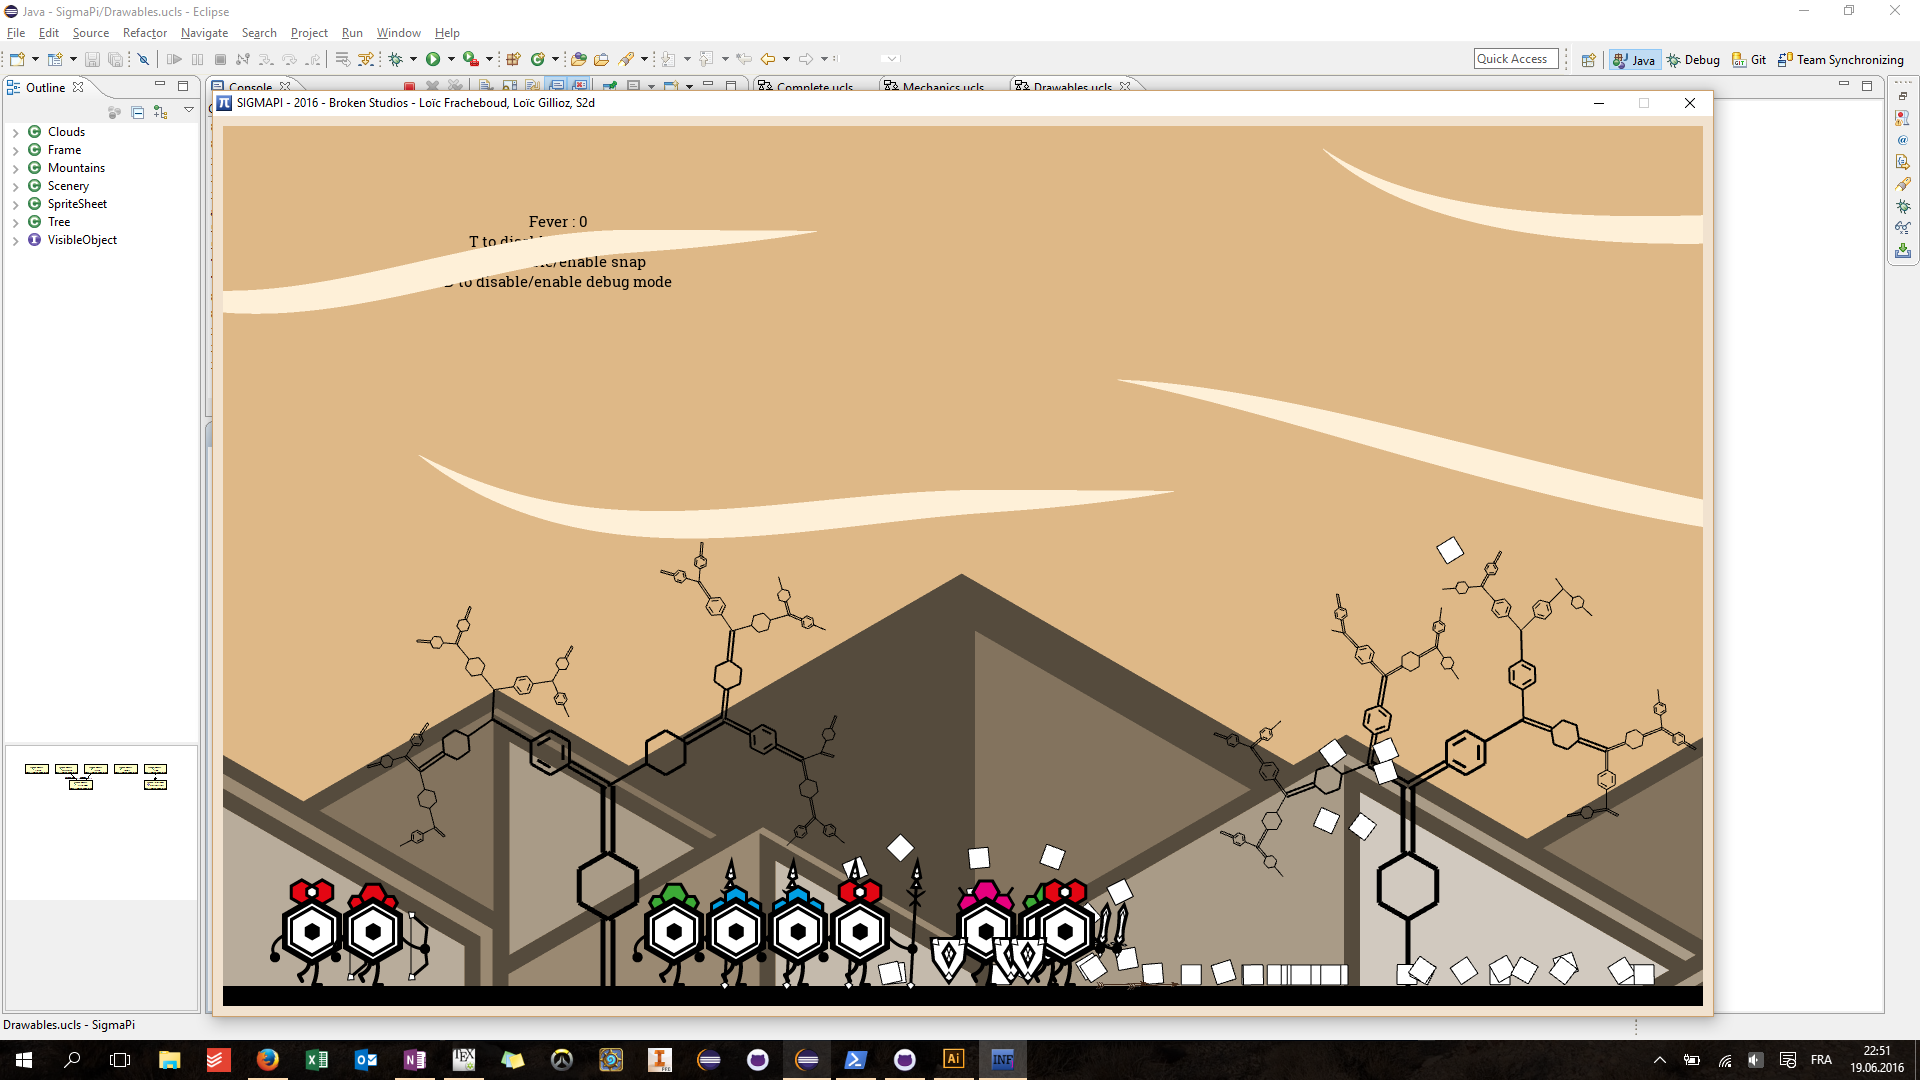 Java - SigmaPi/Drawables.ucls - Eclipse
File Edit Source Refactor Navigate Search Project Run Window Help
Quick Access
Java
Debug
Git
Team Synchronizing
Outline
Console
Complete.ucls
Mechanics.ucls
Drawables.ucls
SIGMAPI - 2016 - Broken Studios - Loïc Fracheboud, Loïc Gillioz, S2d
Clouds
Frame
Mountains
Scenery
SpriteSheet
Tree
VisibleObject
Fever : 0
T to
/enable snap
to disable/enable debug mode
Drawables.ucls - SigmaPi
TEX
Ai
INF
FRA
22:51
19.06.2016